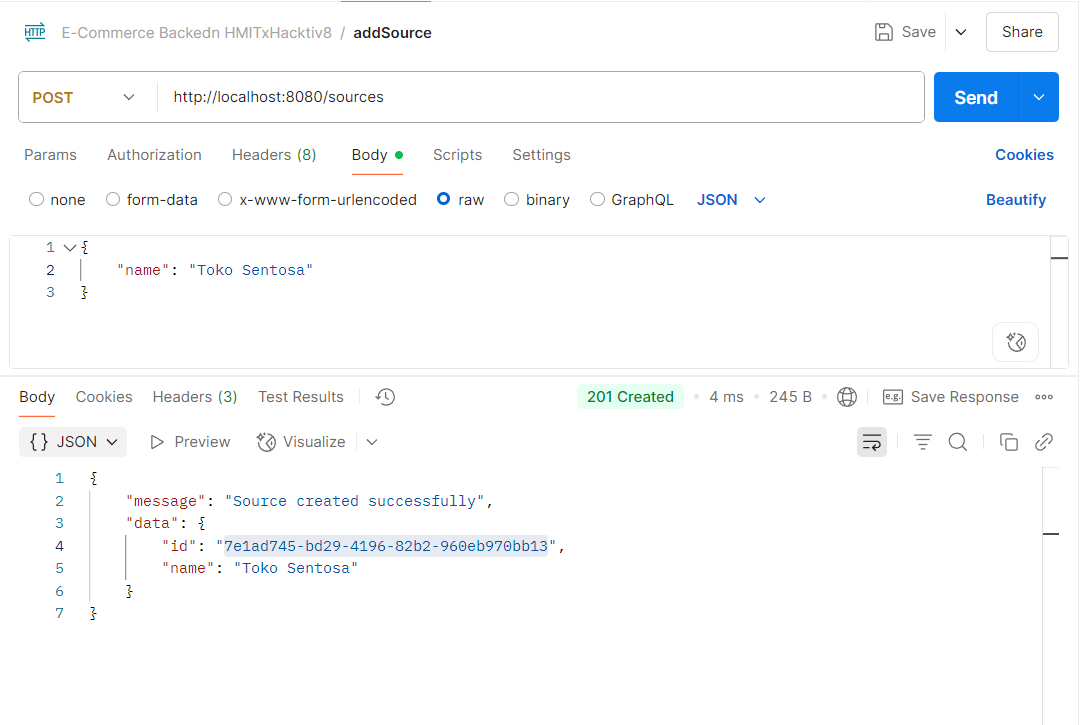 HTTP E-Commerce Backedn HMITxHacktiv8 / addSource Save Share
POST http://localhost:8080/sources Send
Params Authorization Headers (8) Body Scripts Settings Cookies
none form-data x-www-form-urlencoded raw binary GraphQL JSON Beautify
1 {
2 "name": "Toko Sentosa"
3 }
Body Cookies Headers (3) Test Results 201 Created 4 ms 245 B e.g. Save Response
{} JSON Preview Visualize
1 {
2 "message": "Source created successfully",
3 "data": {
4 "id": "7e1ad745-bd29-4196-82b2-960eb970bb13",
5 "name": "Toko Sentosa"
6 }
7 }